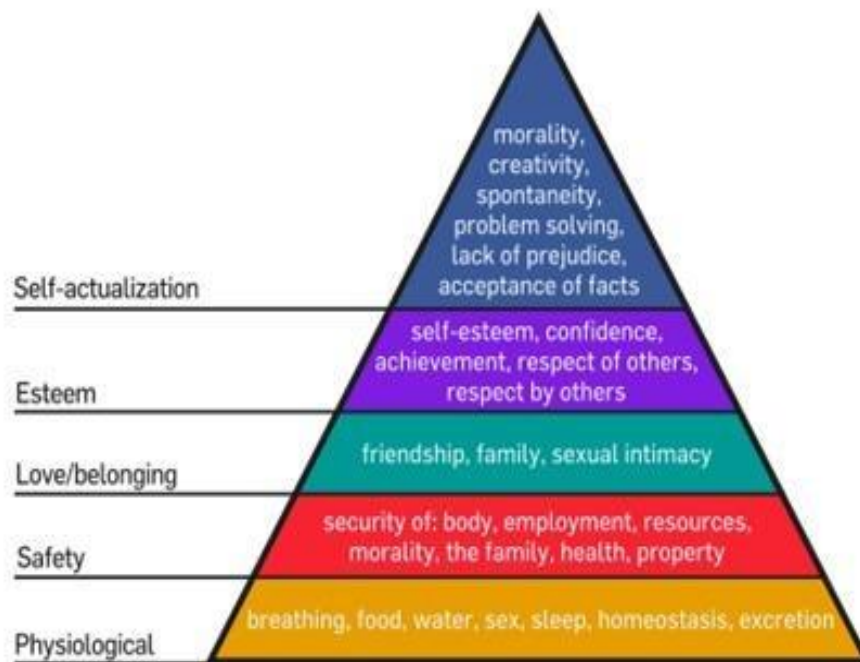 morality,
creativity,
spontaneity,
problem solving,
lack of prejudice,
acceptance of facts
Self-actualization
self-esteem, confidence,
achievement, respect of others,
respect by others
Esteem
friendship, family, sexual intimacy
Love/belonging
security of: body, employment, resources,
morality, the family, health, property
Safety
breathing, food, water, sex, sleep, homeostasis, excretion
Physiological